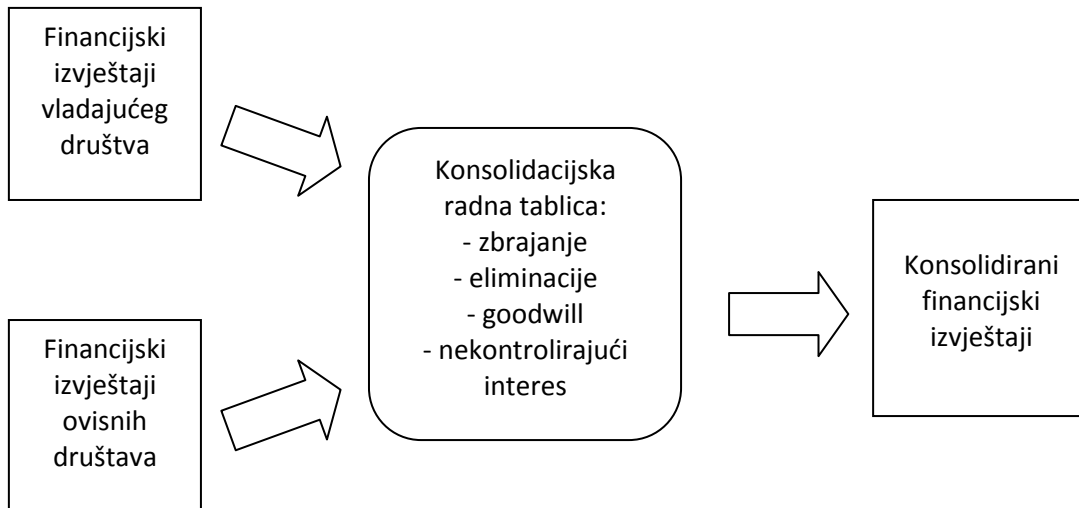 Financijski
izvještaji
vladajućeg
društva
Financijski
izvještaji
ovisnih
društava
Konsolidacijska
radna tablica:
- zbrajanje
- eliminacije
- goodwill
- nekontrolirajući
interes
Konsolidirani
financijski
izvještaji